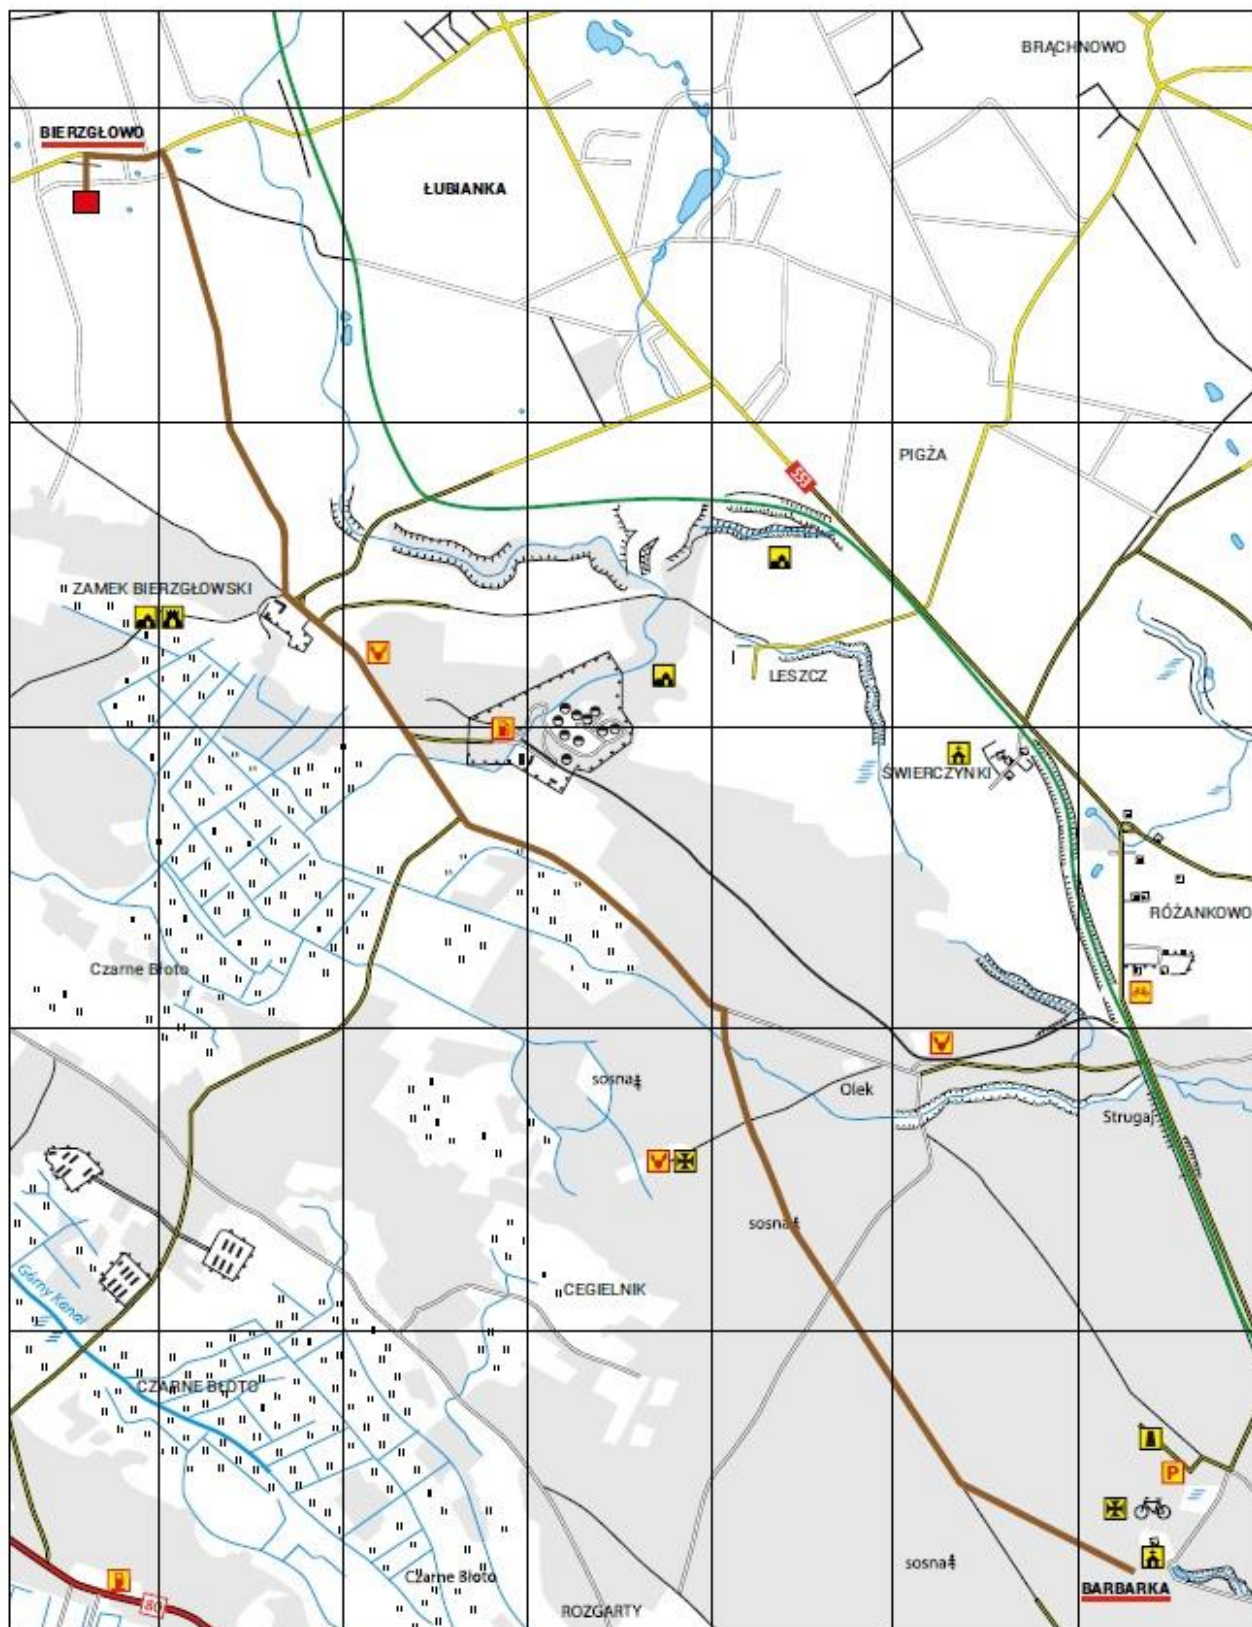 BRĄCHNOWO
BIERZGŁOWO
ŁUBIANKA
PIGŻA
553
ZAMEK BIERZGŁOWSKI
LESZCZ
ŚWIERCZYNKI
RÓŻANKOWO
Czarne Błoto
sosna
Olek
Strugaj
sosna
Górny Kanał
CEGIELNIK
CZARNE BŁOTO
P
sosna
Czarne Błoto
BARBARKA
80
ROZGARTY